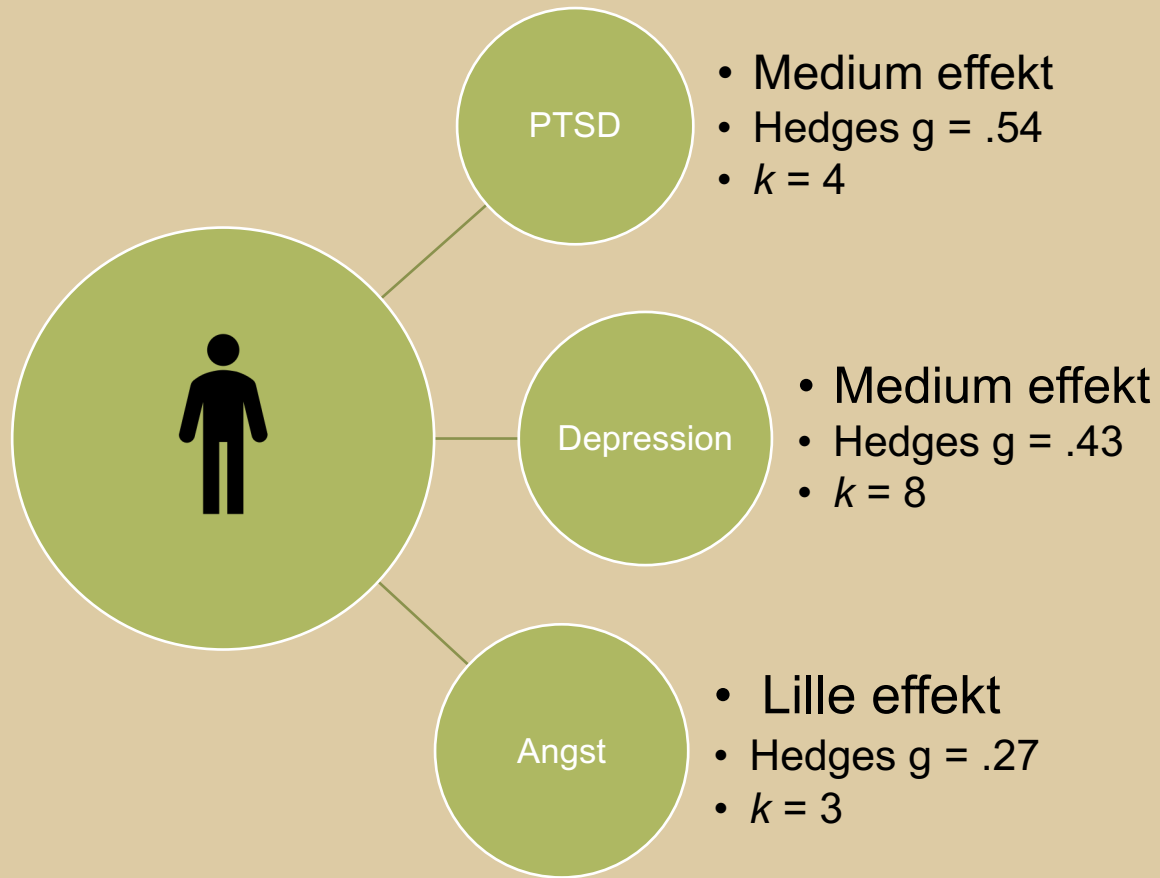 PTSD
• Medium effekt
• Hedges g = .54
• k = 4
Depression
• Medium effekt
• Hedges g = .43
• k = 8
Angst
• Lille effekt
• Hedges g = .27
• k = 3